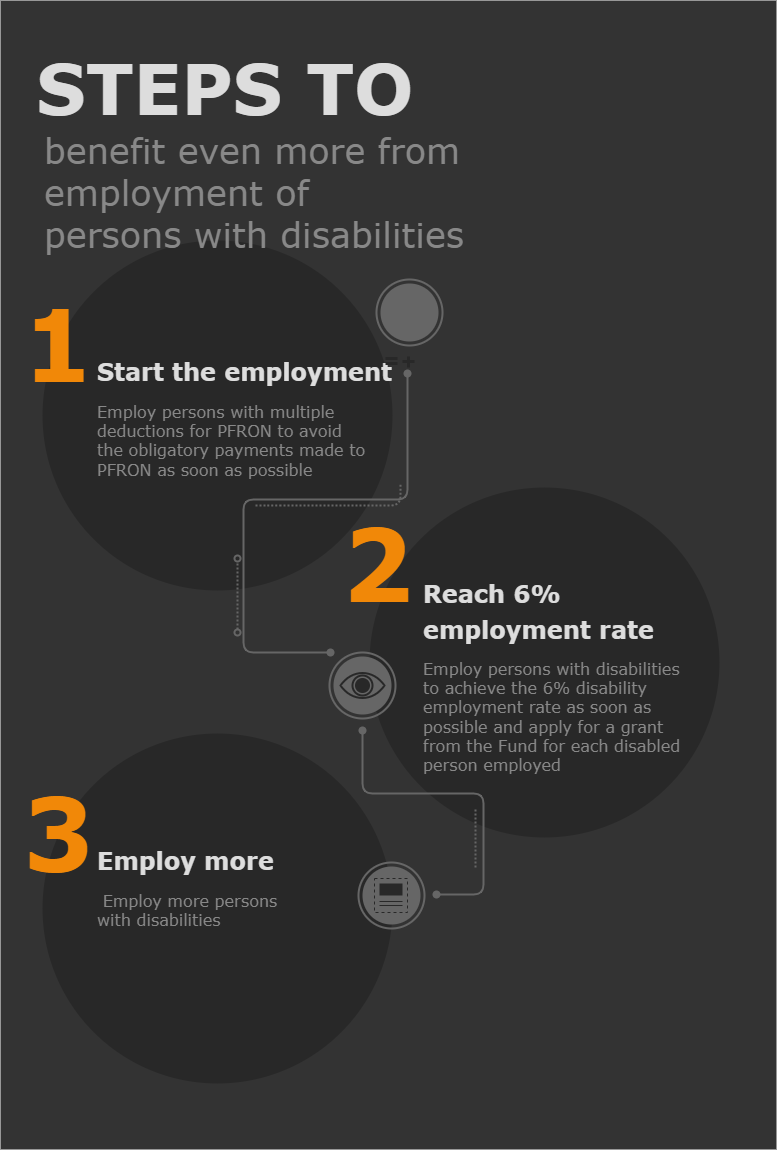 STEPS TO
benefit even more from
employment of
persons with disabilities
1
=+
Start the employment
Employ persons with multiple
deductions for PFRON to avoid
the obligatory payments made to
PFRON as soon as possible
2
Reach 6%
employment rate
Employ persons with disabilities
to achieve the 6% disability
employment rate as soon as
possible and apply for a grant
from the Fund for each disabled
person employed
3
Employ more
Employ more persons
with disabilities